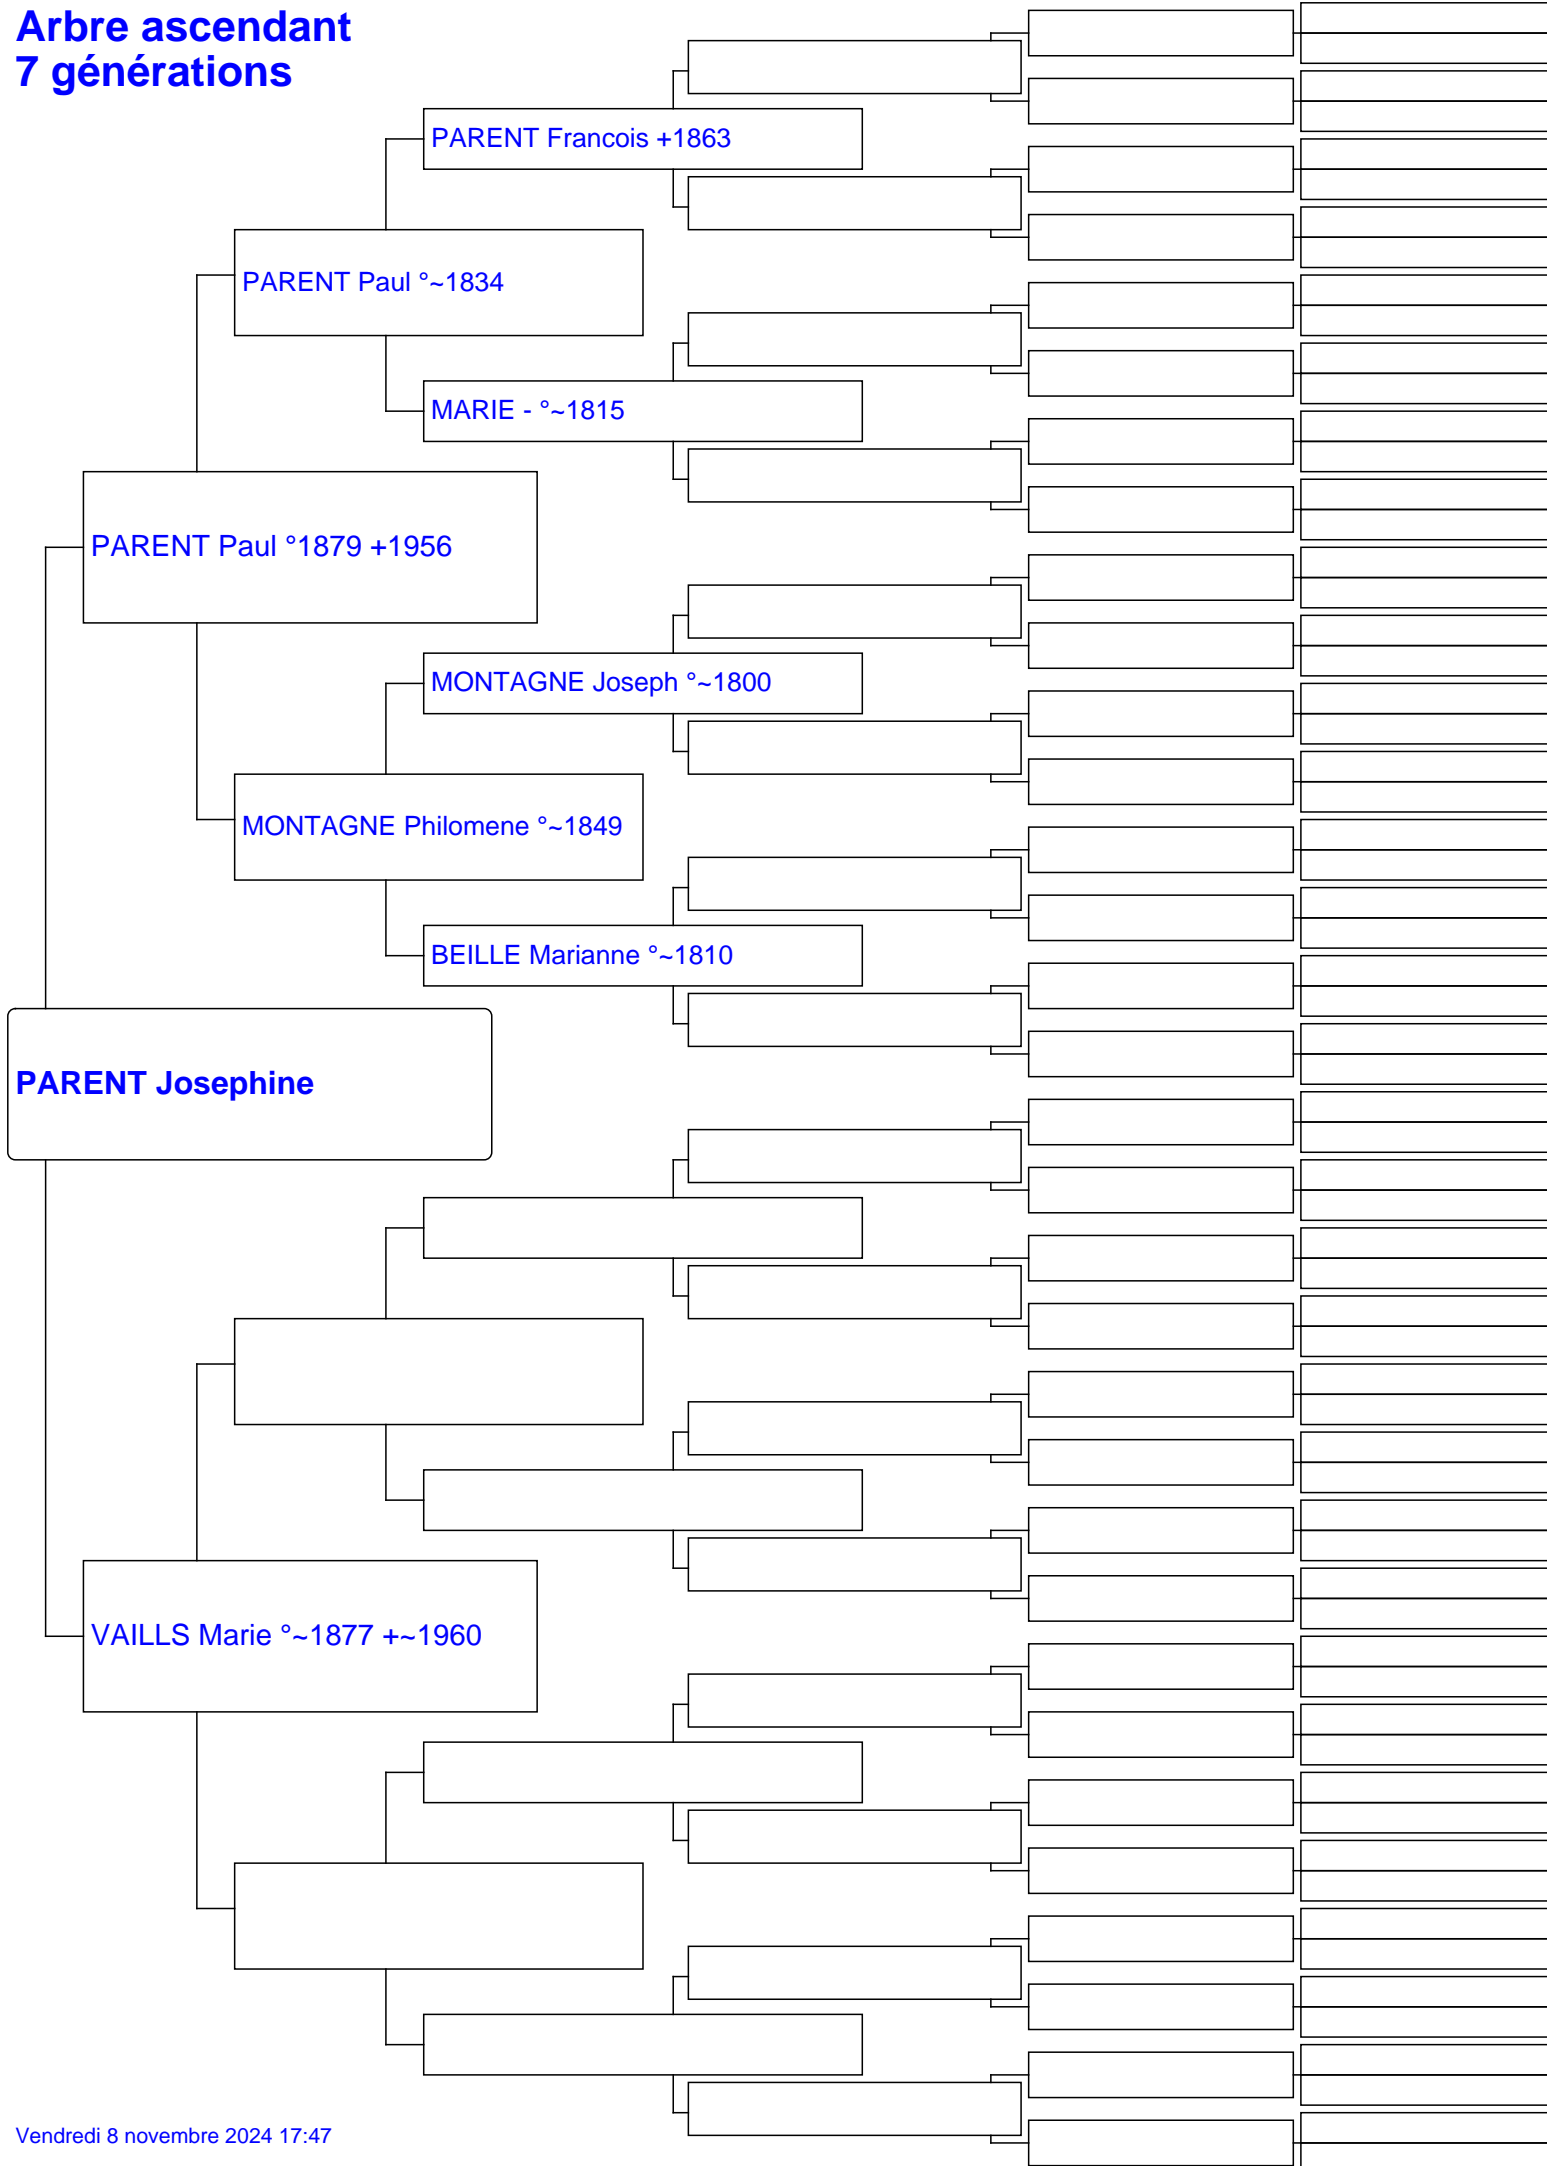 Arbre ascendant
7 générations
PARENT Francois +1863
PARENT Paul °~1834
MARIE - °~1815
PARENT Paul °1879 +1956
MONTAGNE Joseph °~1800
MONTAGNE Philomene °~1849
BEILLE Marianne °~1810
PARENT Josephine
VAILLS Marie °~1877 +~1960
Vendredi 8 novembre 2024 17:47